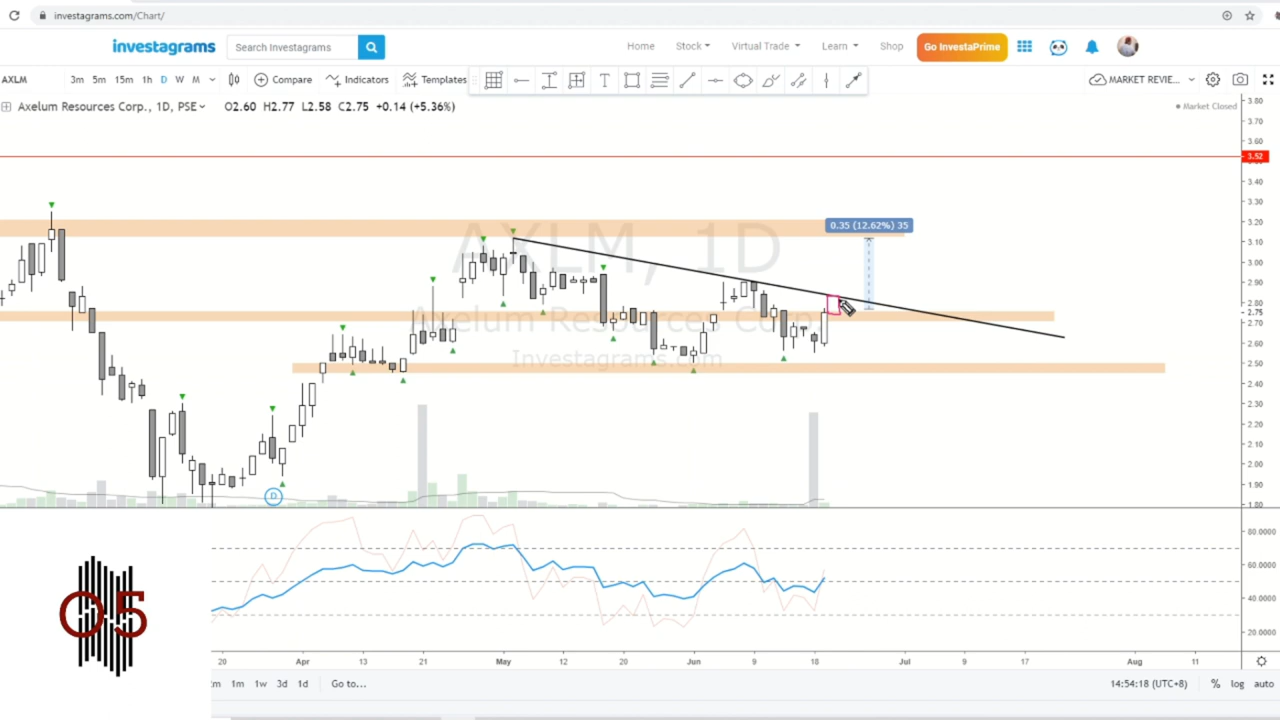 investagrams.com/Chart/
investagrams
Search Investagrams
Home
Stock
Virtual Trade
Learn
Shop
Go InvestaPrime
AXLM
3m 5m 15m 1h D W M
Compare
Indicators
Templates
T
MARKET REVIE...
Axelum Resources Corp., 1D, PSE
O2.60 H2.77 L2.58 C2.75 +0.14 (+5.36%)
Market Closed
3.80
3.70
3.60
3.52
3.40
3.30
3.20
3.10
3.00
2.90
2.80
2.75
2.70
2.60
2.50
2.40
2.30
2.20
2.10
2.00
1.90
1.80
0.35 (12.62%) 35
AXLM, 1D
Axelum Resources Corp.
Investagrams.com
D
80.0000
60.0000
40.0000
20.0000
O5
20 Apr 13 21 May 12 20 Jun 9 18 Jul 9 17 Aug 11
1m 1w 3d 1d Go to...
14:54:18 (UTC+8) % log auto